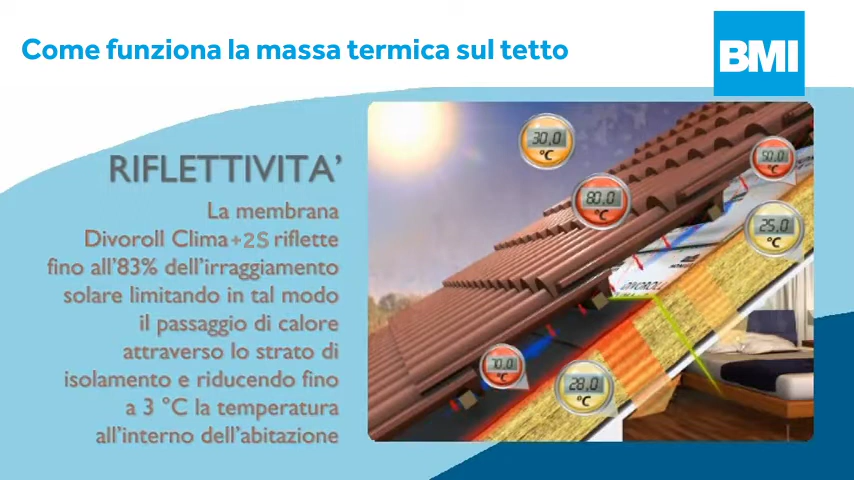 Come funziona la massa termica sul tetto
BMI
RIFLETTIVITA'
La membrana
Divoroll Clima+2S riflette
fino all'83% dell'irraggiamento
solare limitando in tal modo
il passaggio di calore
attraverso lo strato di
isolamento e riducendo fino
a 3 °C la temperatura
all'interno dell'abitazione
30,0
°C
80,0
°C
50,0
°C
25,0
°C
70,0
°C
28,0
°C